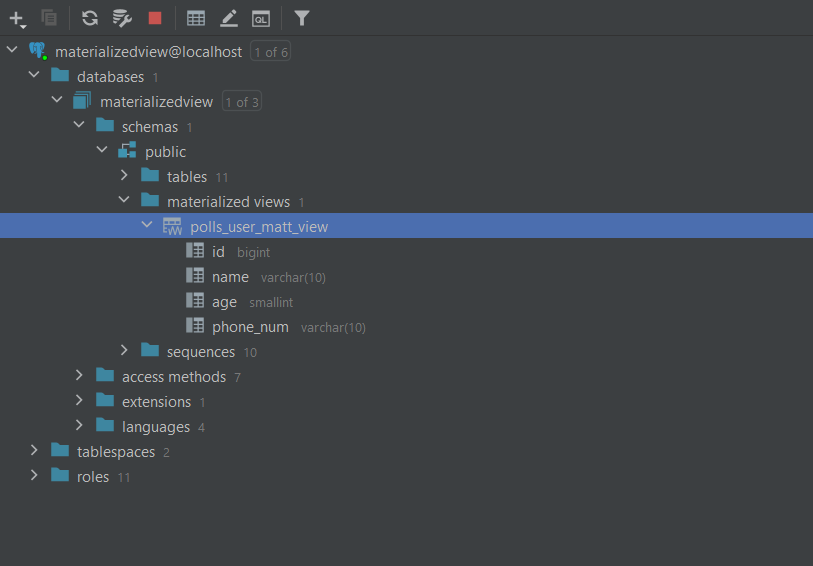 QL
materializedview@localhost 1 of 6
databases 1
materializedview 1 of 3
schemas 1
public
tables 11
materialized views 1
polls_user_matt_view
id bigint
name varchar(10)
age smallint
phone_num varchar(10)
sequences 10
access methods 7
extensions 1
languages 4
tablespaces 2
roles 11